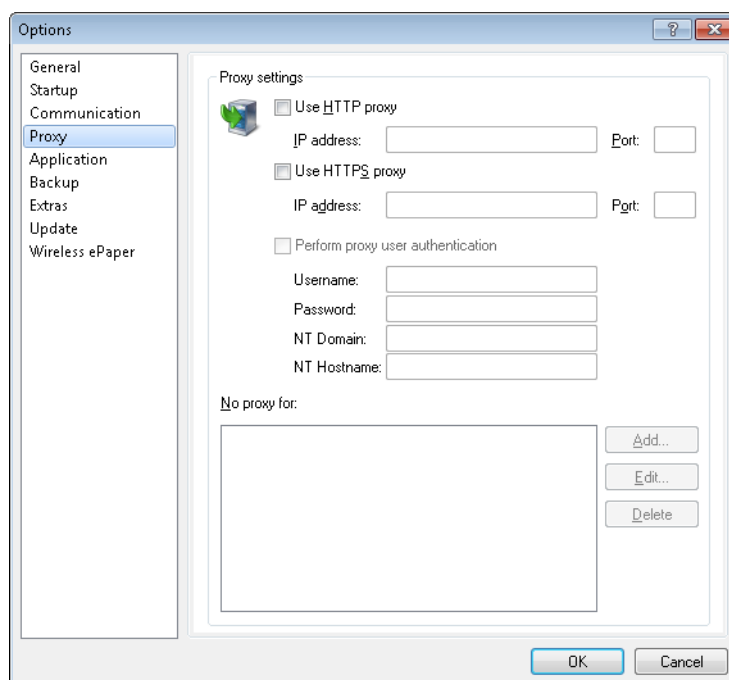 Options
General
Startup
Communication
Proxy
Application
Backup
Extras
Update
Wireless ePaper
Proxy settings
Use HTTP proxy
IP address: Port:
Use HTTPS proxy
IP address: Port:
Perform proxy user authentication
Username:
Password:
NT Domain:
NT Hostname:
No proxy for:
Add...
Edit...
Delete
OK Cancel